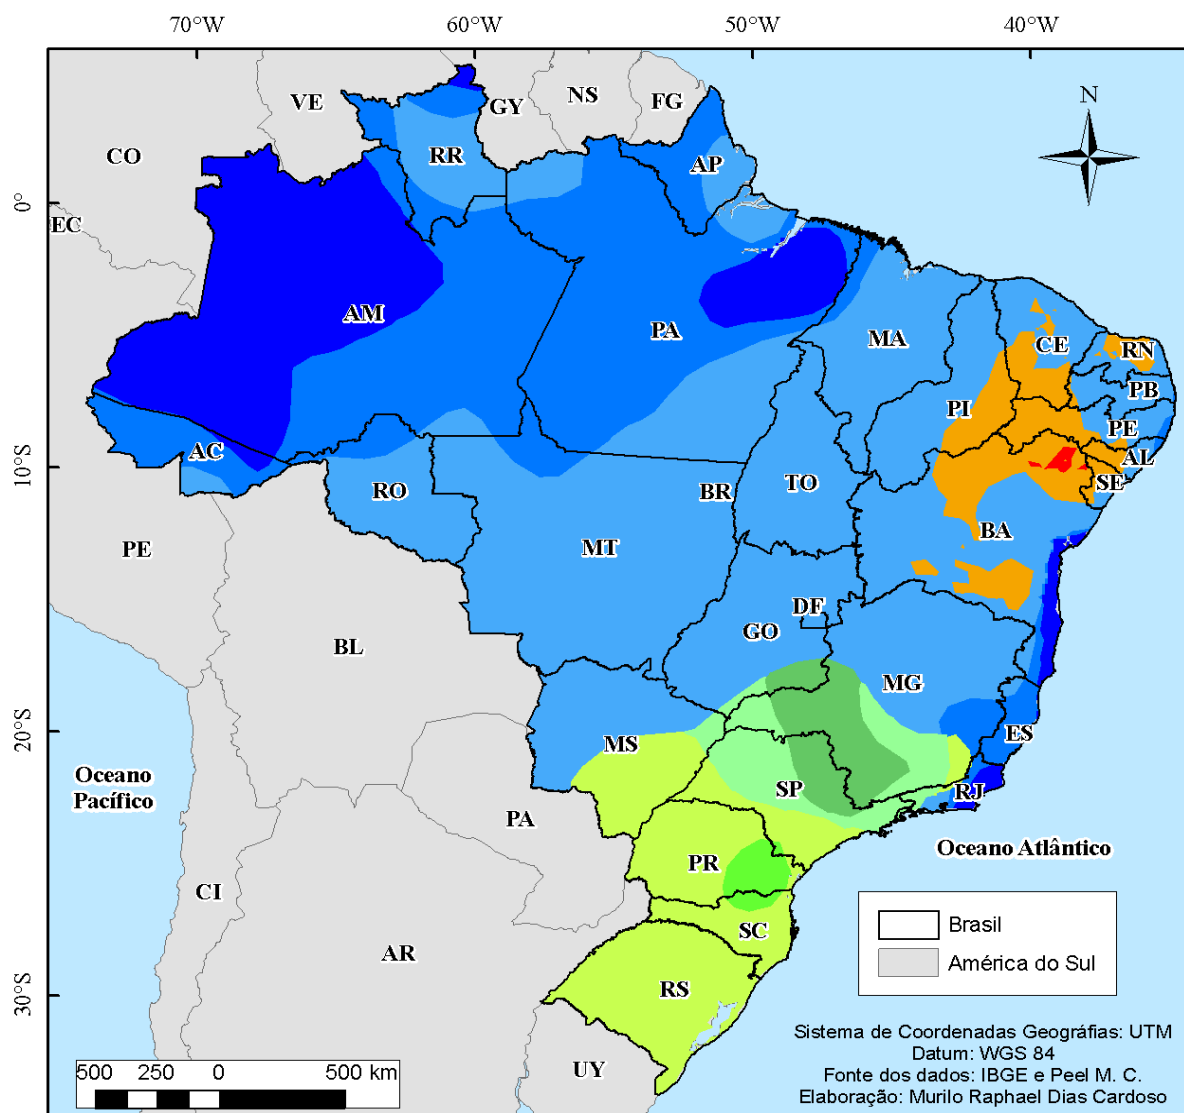 70°W 60°W 50°W 40°W
N
VE
GY
NS
FG
CO
RR
AP
0°
EC
AM
PA
MA
CE
RN
PI
PB
PE
AC
AL
10°S
RO
BR
TO
SE
BA
PE
MT
DF
GO
BL
MG
20°S
MS
ES
Oceano
Pacífico
SP
RJ
PA
Oceano Atlântico
PR
CI
SC
Brasil
AR
América do Sul
RS
30°S
Sistema de Coordenadas Geográfias: UTM
Datum: WGS 84
UY
Fonte dos dados: IBGE e Peel M. C.
500 250 0 500 km
Elaboração: Murilo Raphael Dias Cardoso